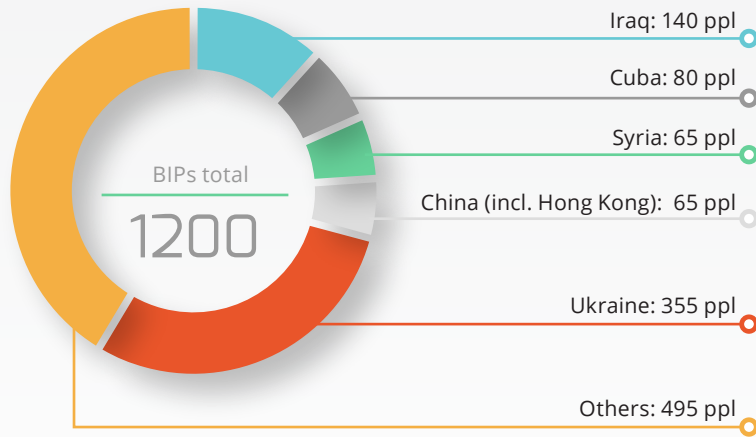 Iraq: 140 ppl
Cuba: 80 ppl
Syria: 65 ppl
China (incl. Hong Kong): 65 ppl
Ukraine: 355 ppl
Others: 495 ppl
BIPs total
1200